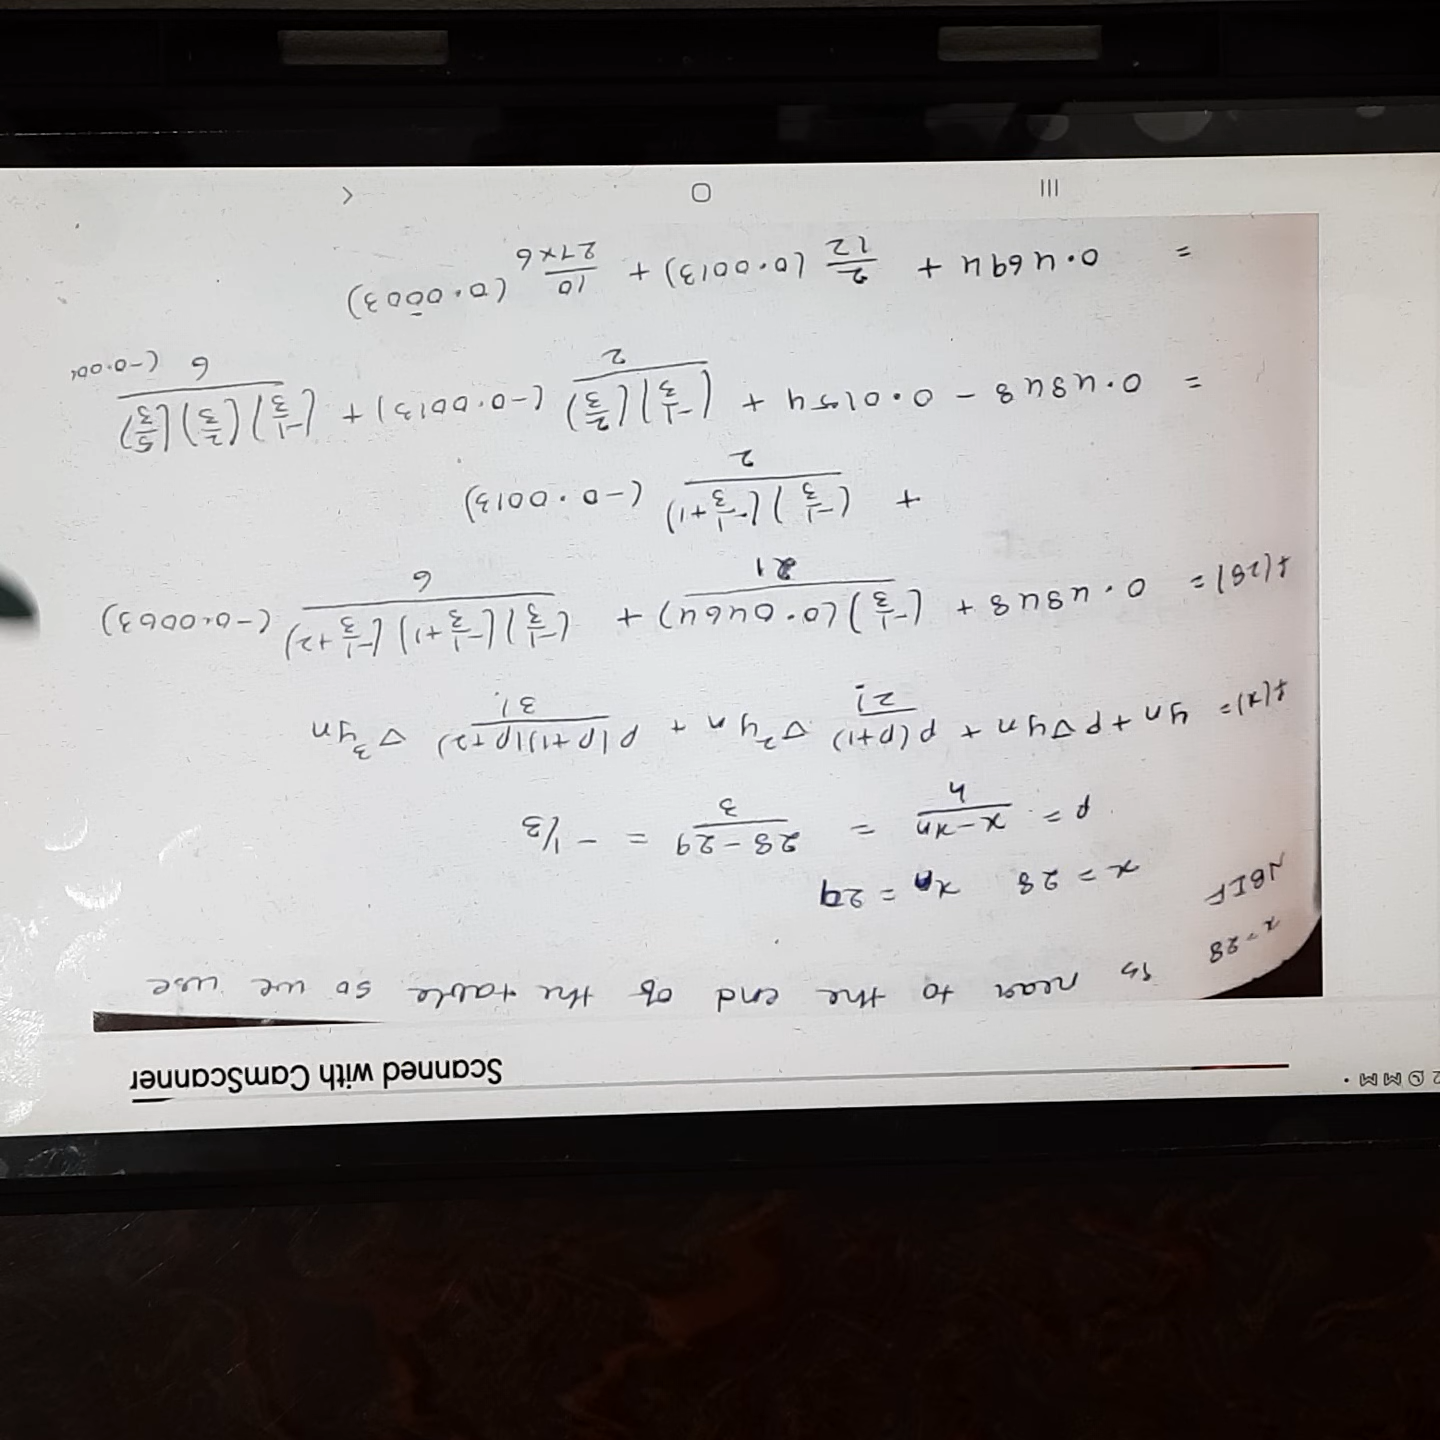 Scanned with CamScanner
x=28 is near to the end of the table so we use
NBIF
x = 28 xn = 29
p = x-xn/h = 28-29/3 = -1/3
f(x)= yn + p∇yn + p(p+1)/2! ∇²yn + p(p+1)(p+2)/3! ∇³yn
f(28)= 0.4848 + (-1/3)(0.0464)/21 + (-1/3)(-1/3+1)(-1/3+2)/6 (-0.0003)
+ (-1/3)(-1/3+1)/2 (-0.0013)
= 0.4848 - 0.0154 + (-1/3)(2/3)/2 (-0.0013) + (-1/3)(2/3)(5/3)/6 (-0.000
= 0.4694 + 2/12 (0.0013) + 10/27×6 (0.0003)